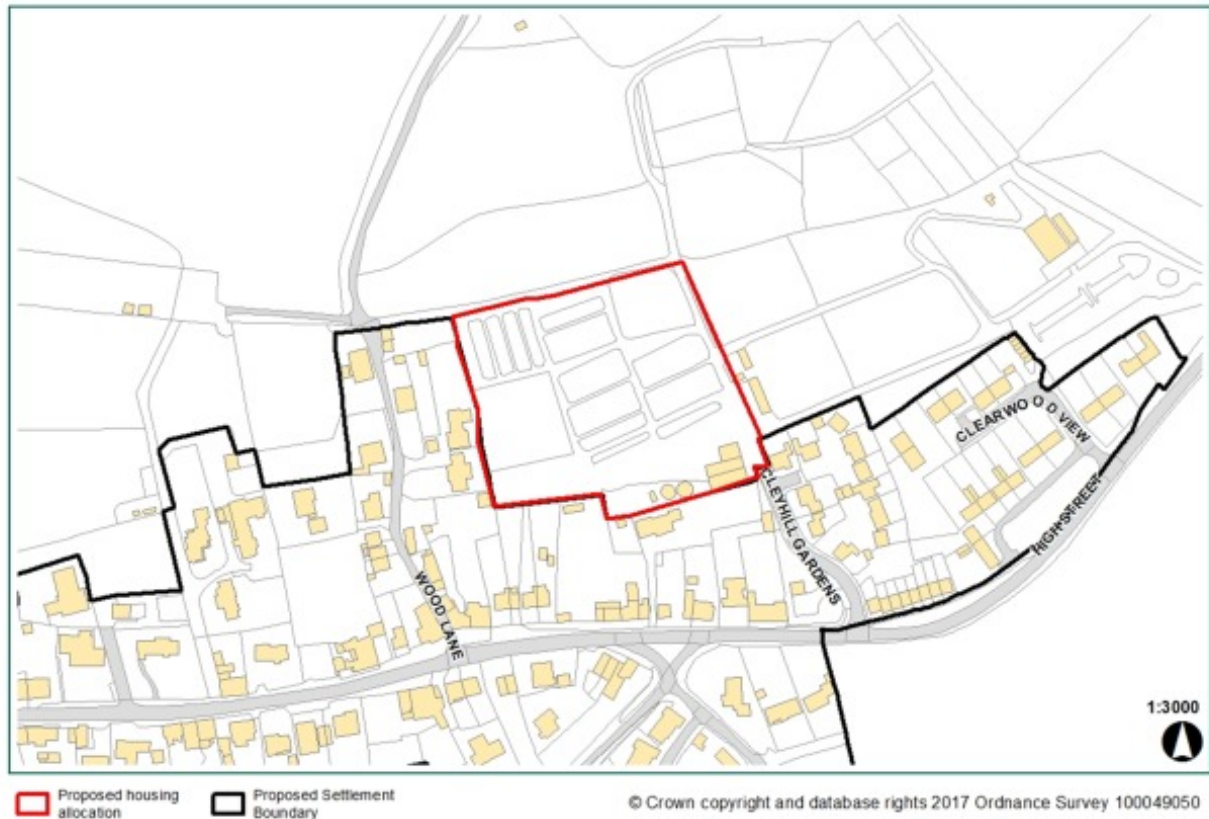 CLEARWOOD VIEW
CLEYHILL GARDENS
HIGH STREET
WOOD LANE
1:3000
Proposed housing
allocation
Proposed Settlement
Boundary
© Crown copyright and database rights 2017 Ordnance Survey 100049050